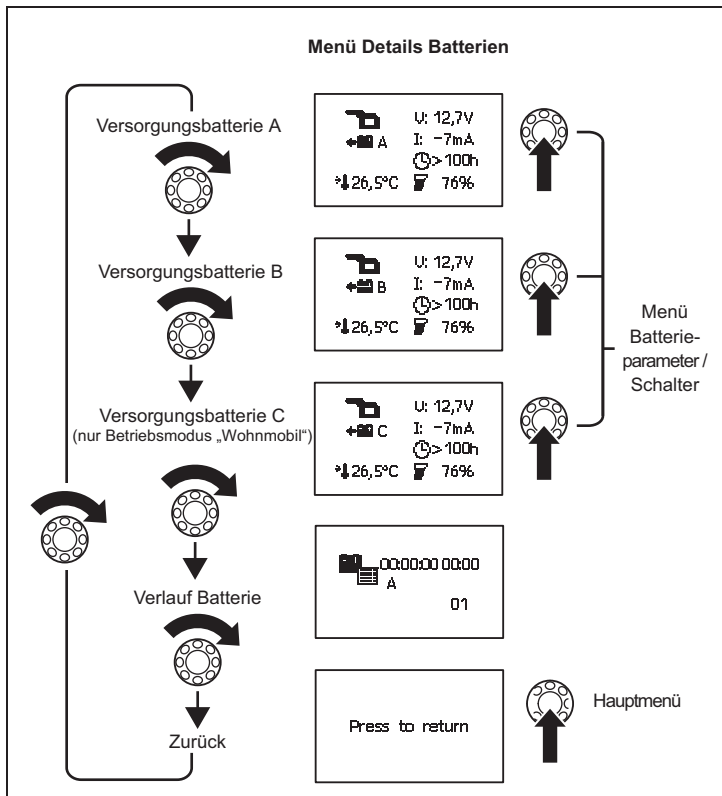 Menü Details Batterien
Versorgungsbatterie A
U: 12,7V
I: -7mA
A
> 100h
26,5°C 76%
Versorgungsbatterie B
U: 12,7V
I: -7mA
B
> 100h
26,5°C 76%
Menü
Batterie-
parameter /
Schalter
Versorgungsbatterie C
(nur Betriebsmodus „Wohnmobil“)
U: 12,7V
I: -7mA
C
> 100h
26,5°C 76%
Verlauf Batterie
00:00:00 00:00
A
01
Zurück
Press to return
Hauptmenü